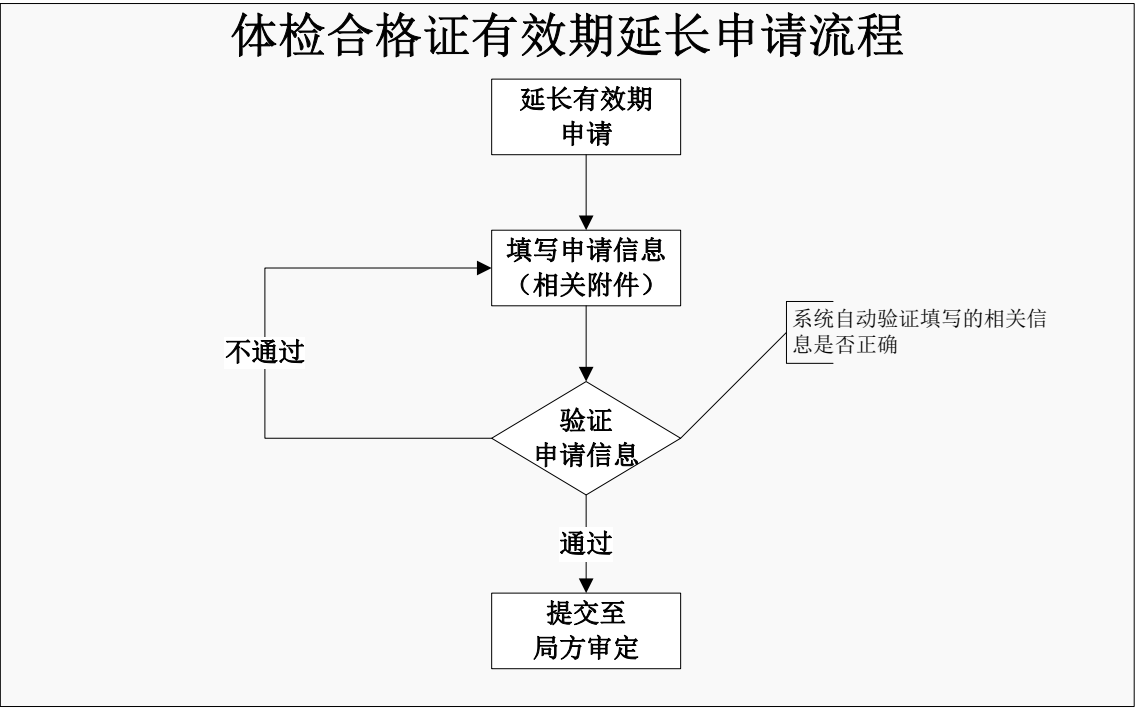 体检合格证有效期延长申请流程
延长有效期
申请
填写申请信息
（相关附件）
系统自动验证填写的相关信
息是否正确
不通过
验证
申请信息
通过
提交至
局方审定